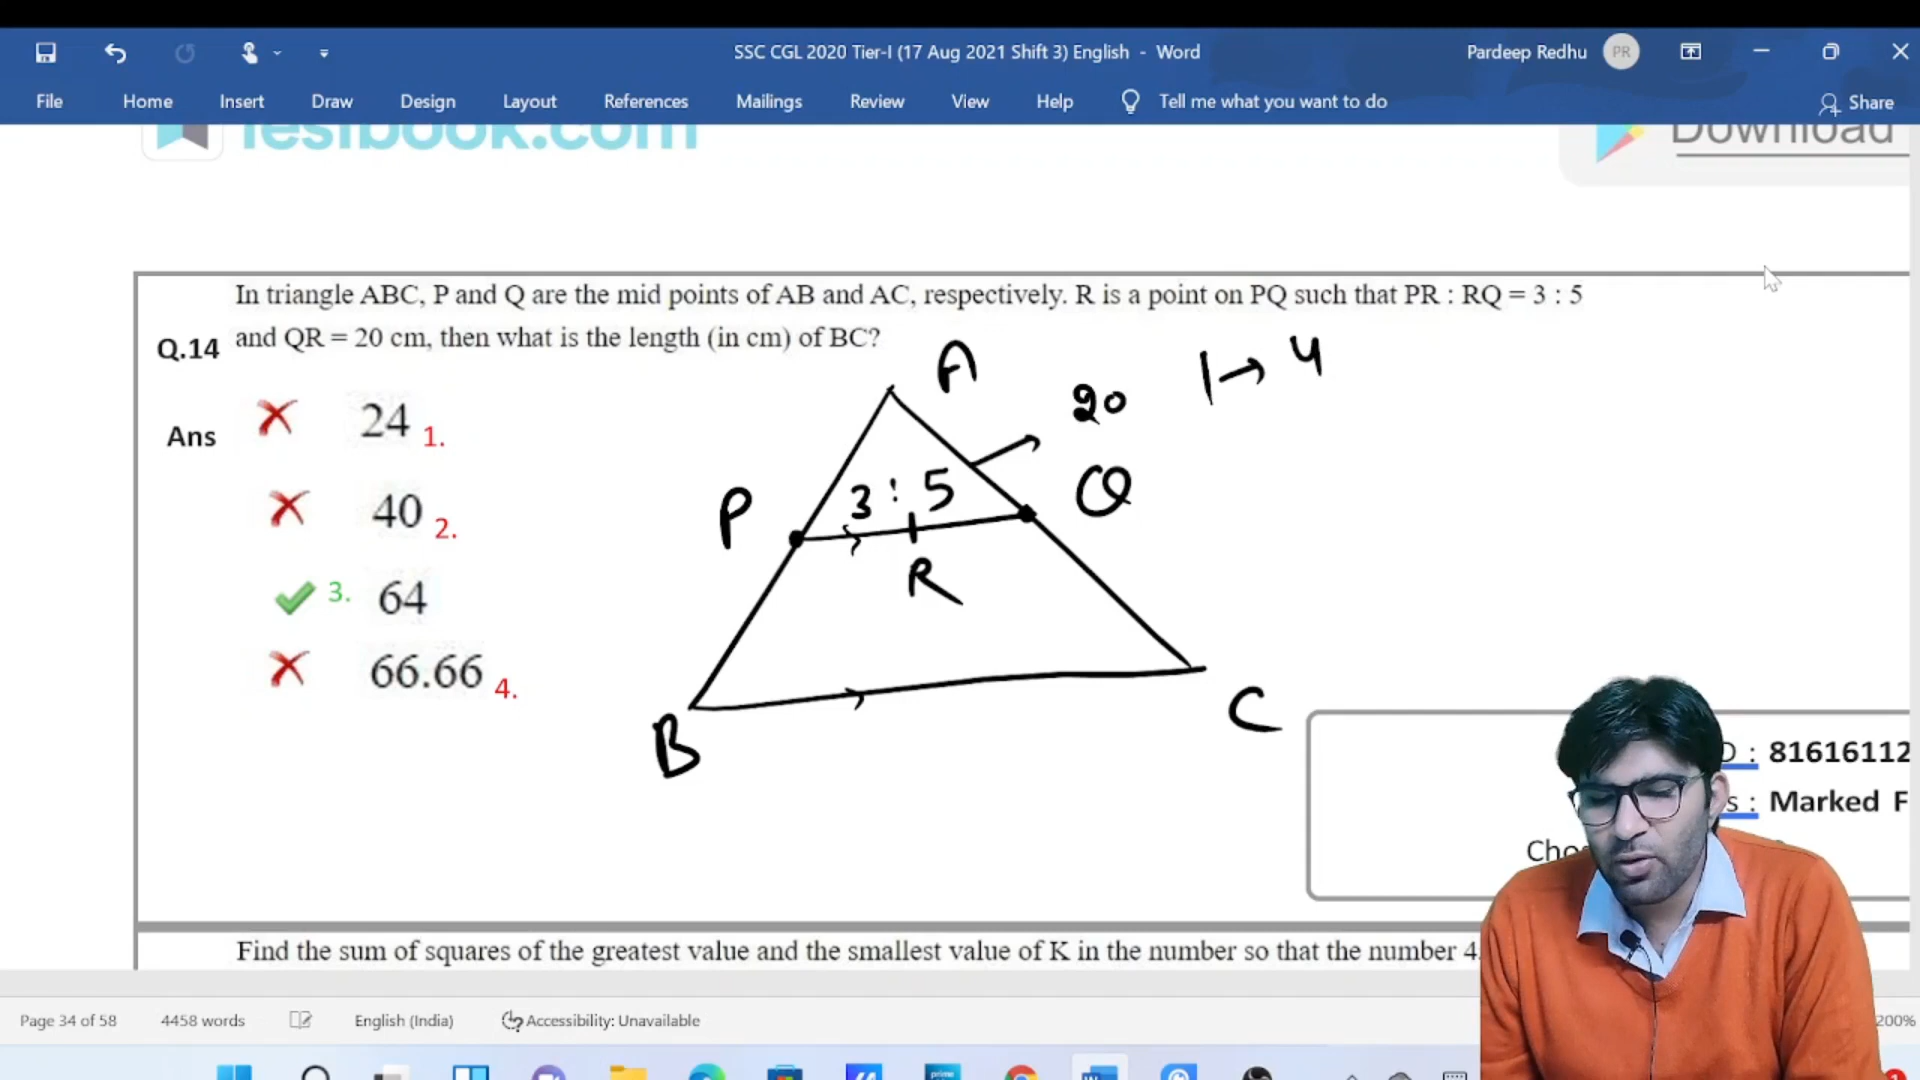 SSC CGL 2020 Tier-I (17 Aug 2021 Shift 3) English - Word
Pardeep Redhu
PR
File
Home
Insert
Draw
Design
Layout
References
Mailings
Review
View
Help
Tell me what you want to do
Share
Testbook.com
Download
In triangle ABC, P and Q are the mid points of AB and AC, respectively. R is a point on PQ such that PR : RQ = 3 : 5
Q.14
and QR = 20 cm, then what is the length (in cm) of BC?
Ans
24 1.
40 2.
3. 64
66.66 4.
A
20
1→4
P
3:5
Q
R
B
C
: 81616112
s : Marked F
Cho
Find the sum of squares of the greatest value and the smallest value of K in the number so that the number 4
Page 34 of 58
4458 words
English (India)
Accessibility: Unavailable
200%
prime
1